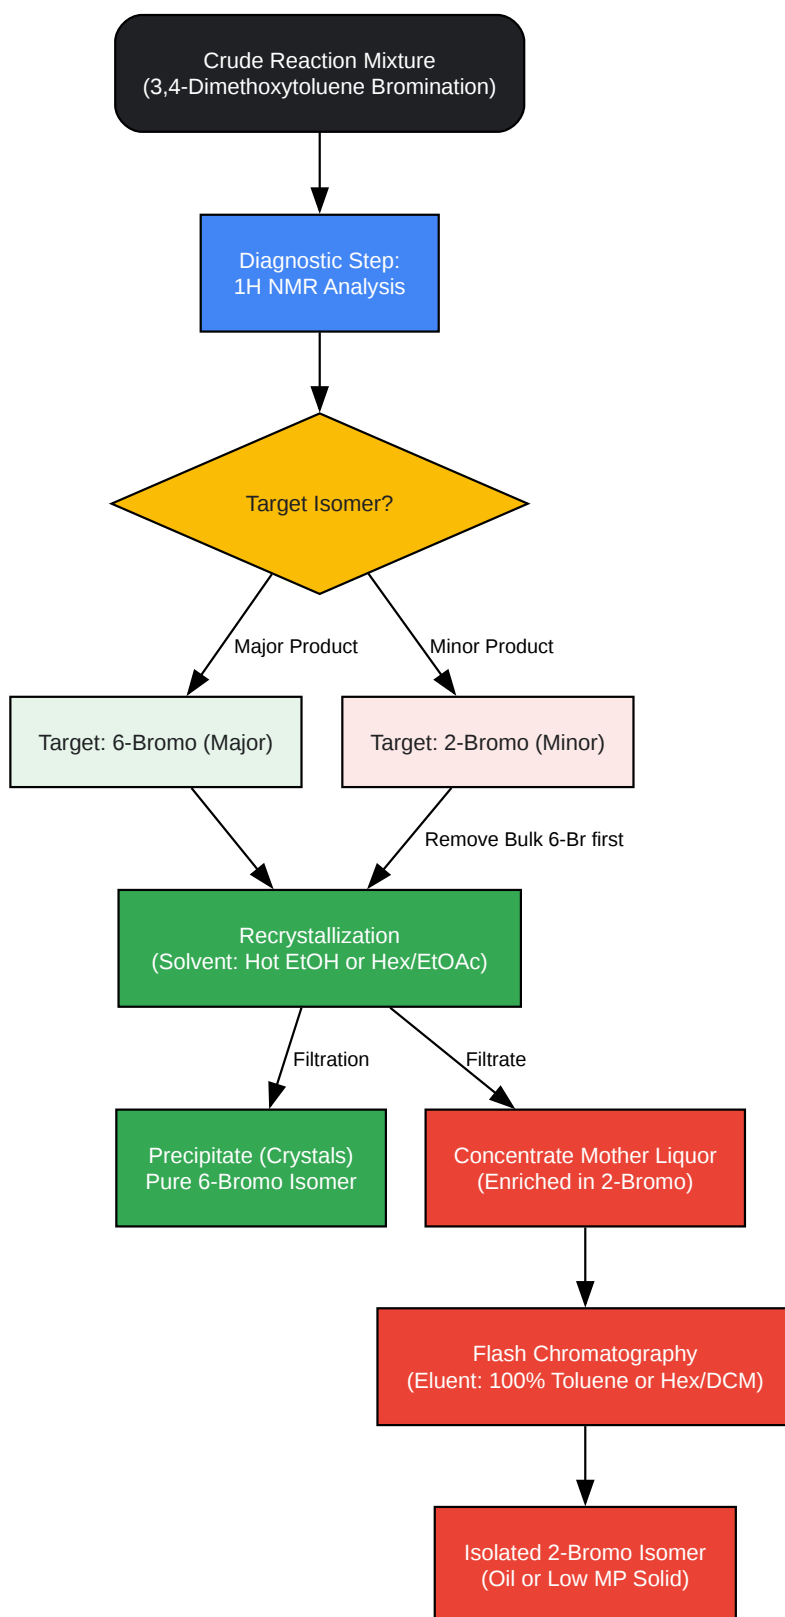 Crude Reaction Mixture
(3,4-Dimethoxytoluene Bromination)
Diagnostic Step:
1H NMR Analysis
Target Isomer?
Major Product
Minor Product
Target: 6-Bromo (Major)
Target: 2-Bromo (Minor)
Remove Bulk 6-Br first
Recrystallization
(Solvent: Hot EtOH or Hex/EtOAc)
Filtration
Filtrate
Precipitate (Crystals)
Pure 6-Bromo Isomer
Concentrate Mother Liquor
(Enriched in 2-Bromo)
Flash Chromatography
(Eluent: 100% Toluene or Hex/DCM)
Isolated 2-Bromo Isomer
(Oil or Low MP Solid)